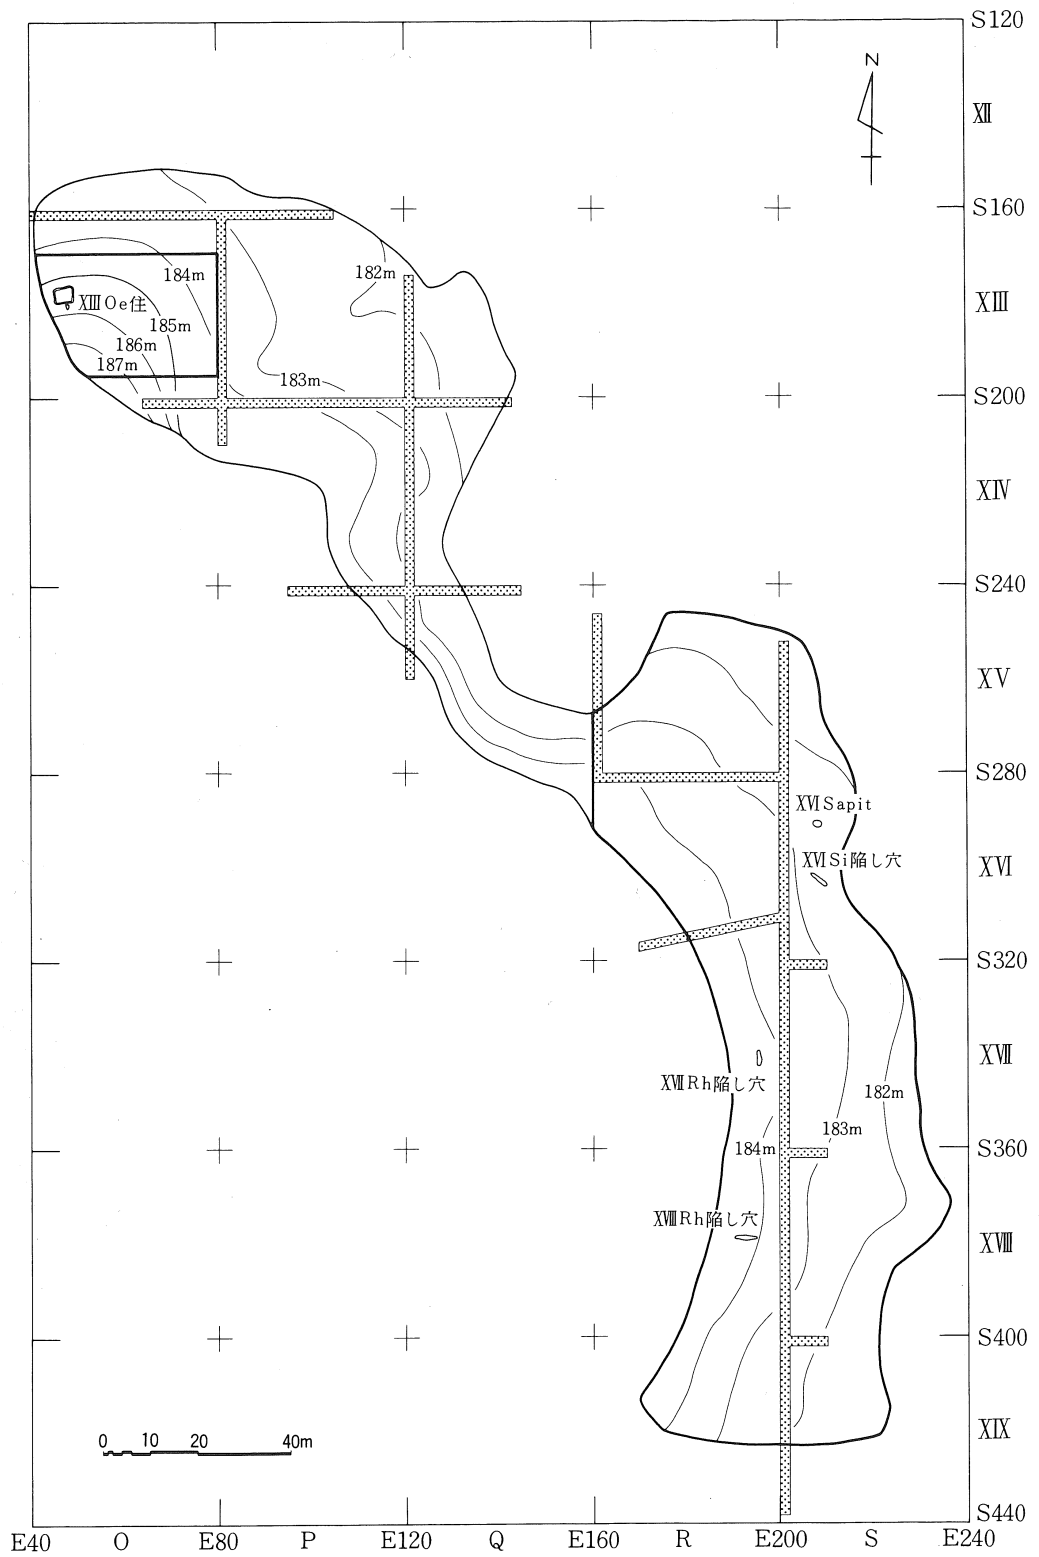 S120
N
XII
S160
182m
184m
XIII
XIII Oe住
185m
186m
187m
183m
S200
XIV
S240
XV
S280
XVI Sapit
XVI Si陥し穴
XVI
S320
XVII
XVII Rh陥し穴
182m
183m
184m
S360
XVIII Rh陥し穴
XVIII
S400
XIX
0 10 20 40m
S440
E40 O E80 P E120 Q E160 R E200 S E240